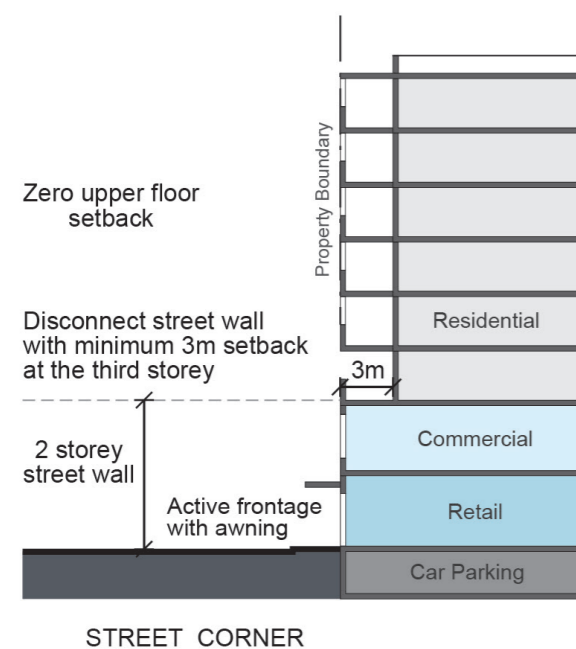 Property Boundary
Zero upper floor
setback
Disconnect street wall
with minimum 3m setback
at the third storey
Residential
3m
2 storey
street wall
Commercial
Active frontage
with awning
Retail
Car Parking
STREET CORNER